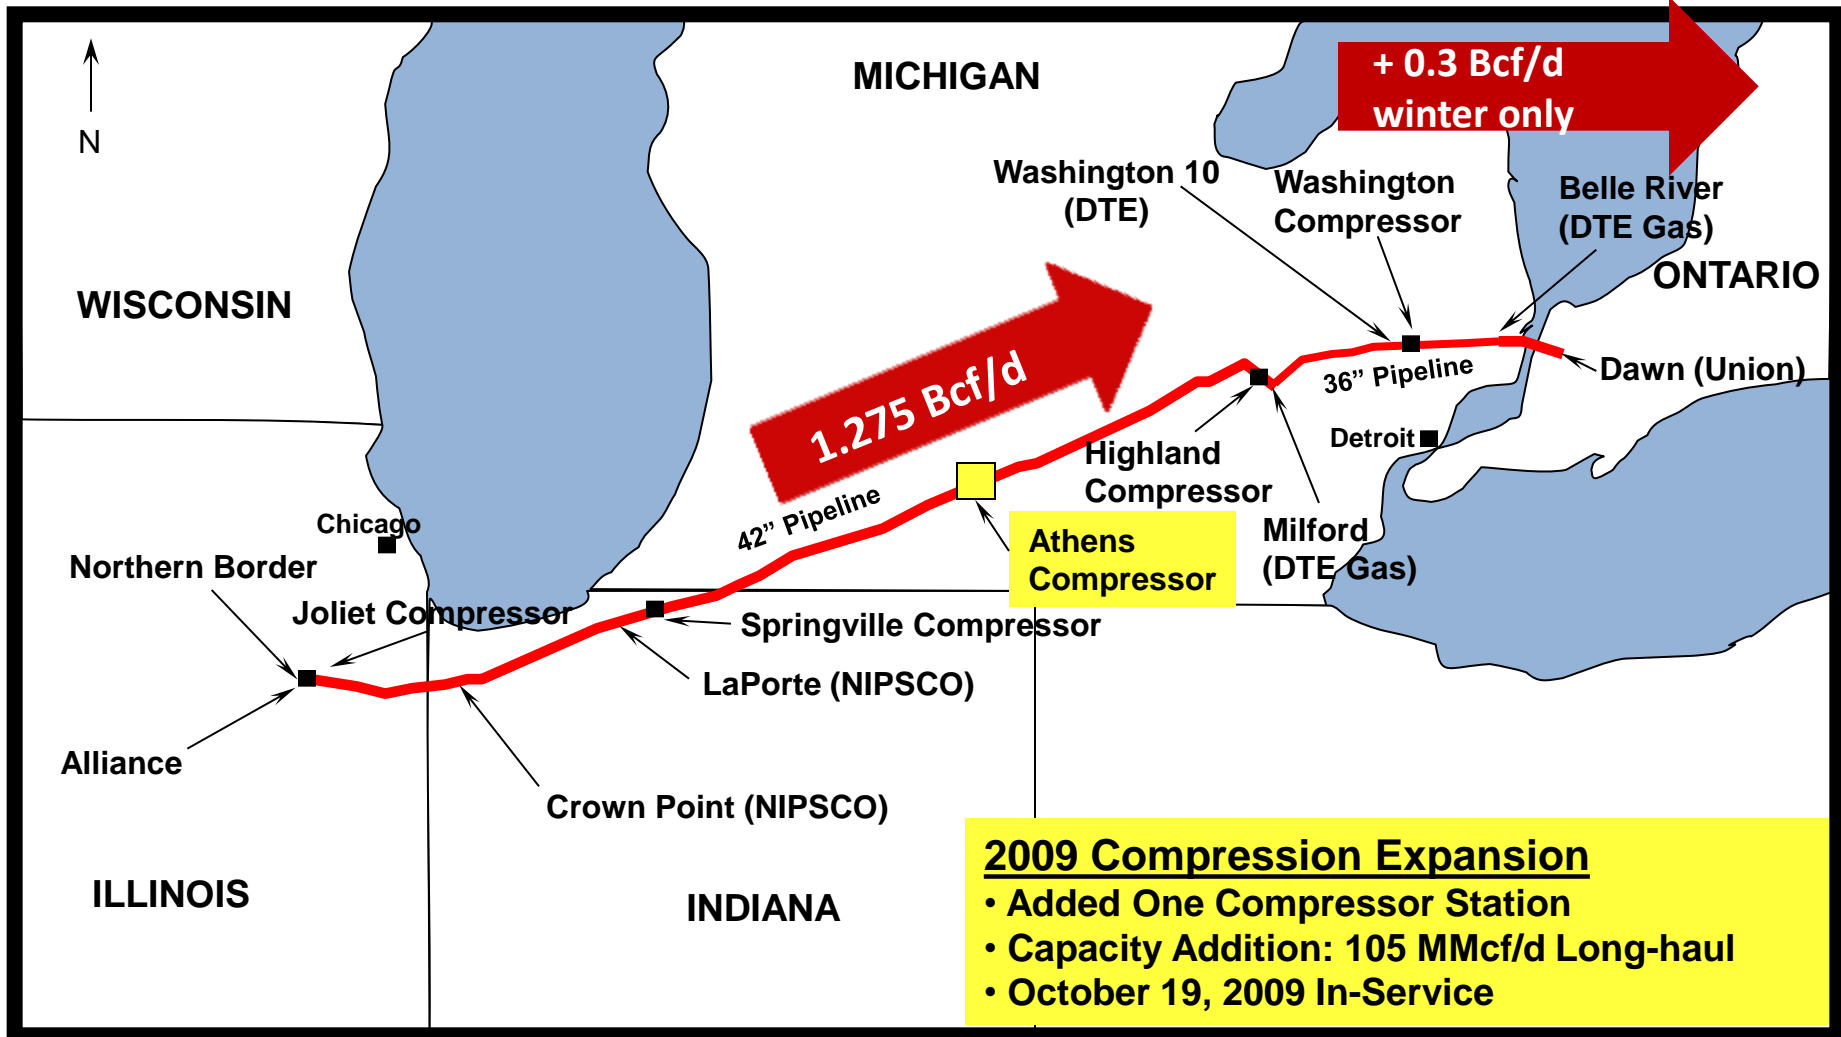 N
MICHIGAN
+ 0.3 Bcf/d
winter only
Washington 10
(DTE)
Washington
Compressor
Belle River
(DTE Gas)
ONTARIO
WISCONSIN
1.275 Bcf/d
36” Pipeline
Dawn (Union)
Detroit
Highland
Compressor
42” Pipeline
Chicago
Milford
(DTE Gas)
Athens
Compressor
Northern Border
Joliet Compressor
Springville Compressor
LaPorte (NIPSCO)
Alliance
Crown Point (NIPSCO)
ILLINOIS
INDIANA
2009 Compression Expansion
• Added One Compressor Station
• Capacity Addition: 105 MMcf/d Long-haul
• October 19, 2009 In-Service